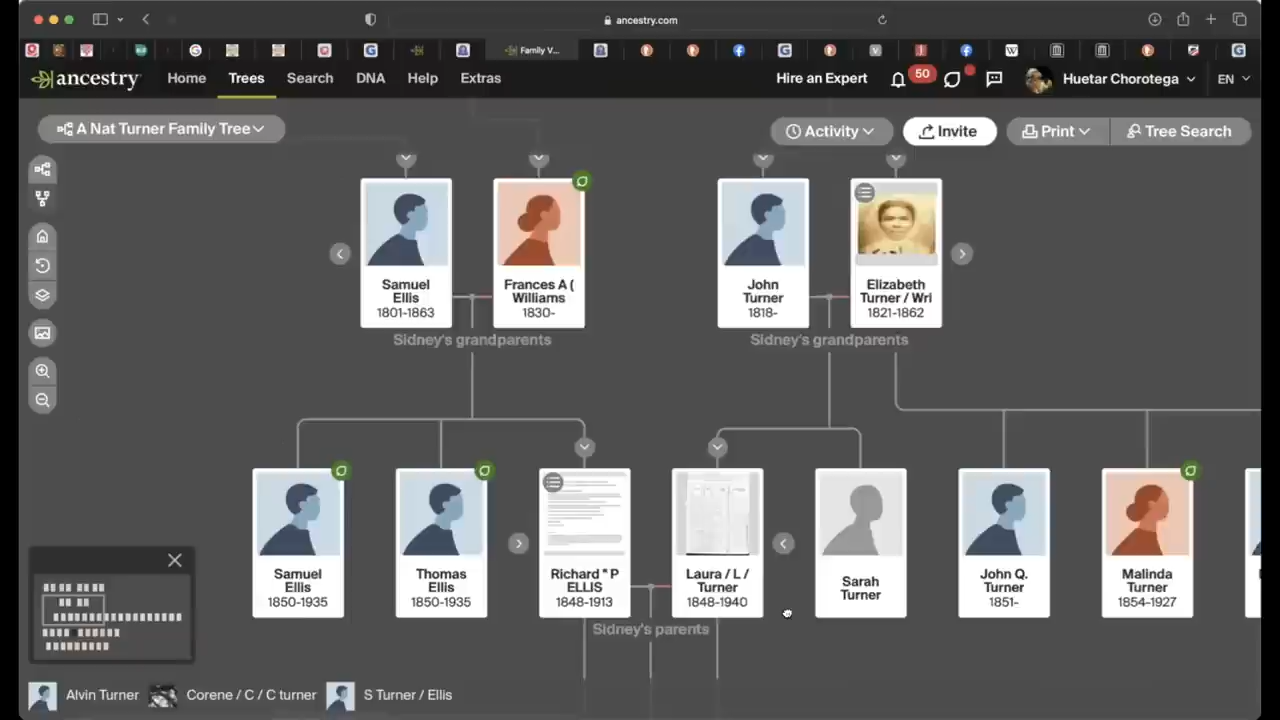 ancestry.com
Family V...
ancestry
Home
Trees
Search
DNA
Help
Extras
Hire an Expert
50
Huetar Chorotega
EN
A Nat Turner Family Tree
Activity
Invite
Print
Tree Search
Samuel
Ellis
1801-1863
Frances A (
Williams
1830-
John
Turner
1818-
Elizabeth
Turner / Wri
1821-1862
Sidney's grandparents
Sidney's grandparents
Samuel
Ellis
1850-1935
Thomas
Ellis
1850-1935
Richard " P
ELLIS
1848-1913
Laura / L /
Turner
1848-1940
Sarah
Turner
John Q.
Turner
1851-
Malinda
Turner
1854-1927
Sidney's parents
Alvin Turner
Corene / C / C turner
S Turner / Ellis